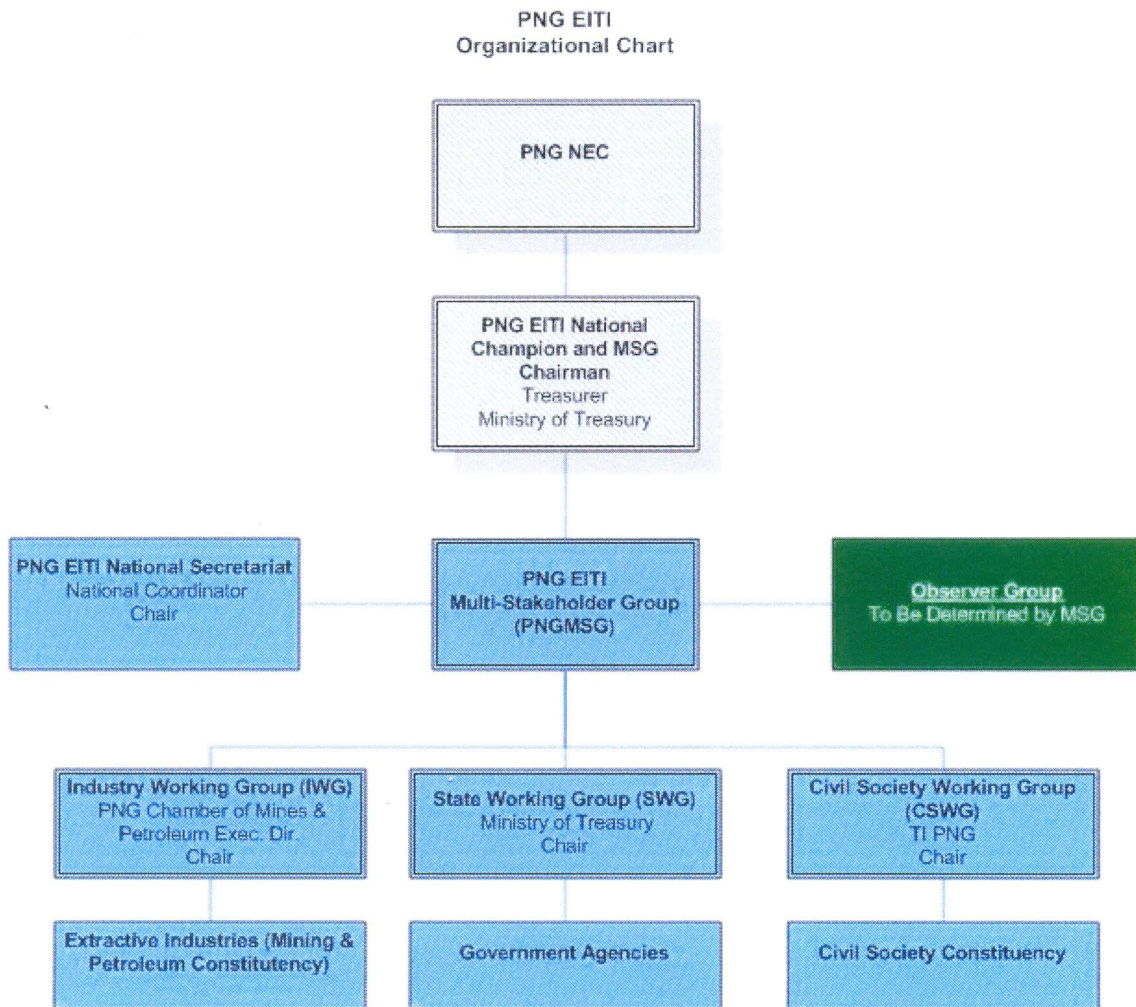 PNG EITI
Organizational Chart
PNG NEC
PNG EITI National
Champion and MSG
Chairman
Treasurer
Ministry of Treasury
PNG EITI National Secretariat
National Coordinator
Chair
PNG EITI
Multi-Stakeholder Group
(PNGMSG)
Observer Group
To Be Determined by MSG
Industry Working Group (IWG)
PNG Chamber of Mines &
Petroleum Exec. Dir.
Chair
State Working Group (SWG)
Ministry of Treasury
Chair
Civil Society Working Group
(CSWG)
TI PNG
Chair
Extractive Industries (Mining &
Petroleum Constitutency)
Government Agencies
Civil Society Constituency